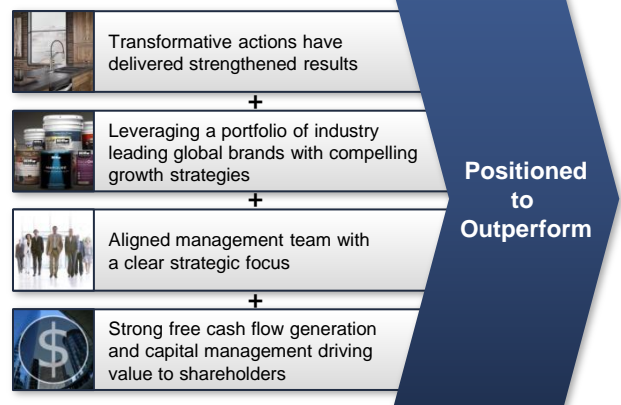 Transformative actions have
delivered strengthened results
+
Leveraging a portfolio of industry
leading global brands with compelling
growth strategies
+
Aligned management team with
a clear strategic focus
+
Strong free cash flow generation
and capital management driving
value to shareholders
$
Positioned
to
Outperform